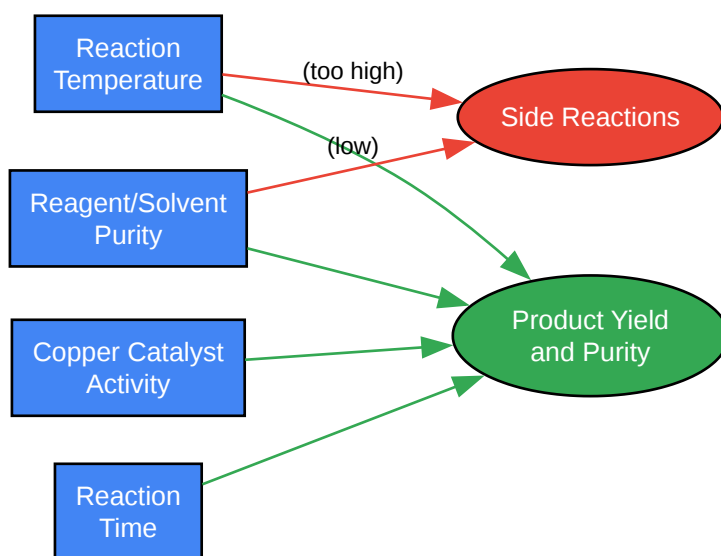 Reaction
Temperature
(too high)
Side Reactions
(low)
Reagent/Solvent
Purity
Product Yield
and Purity
Copper Catalyst
Activity
Reaction
Time